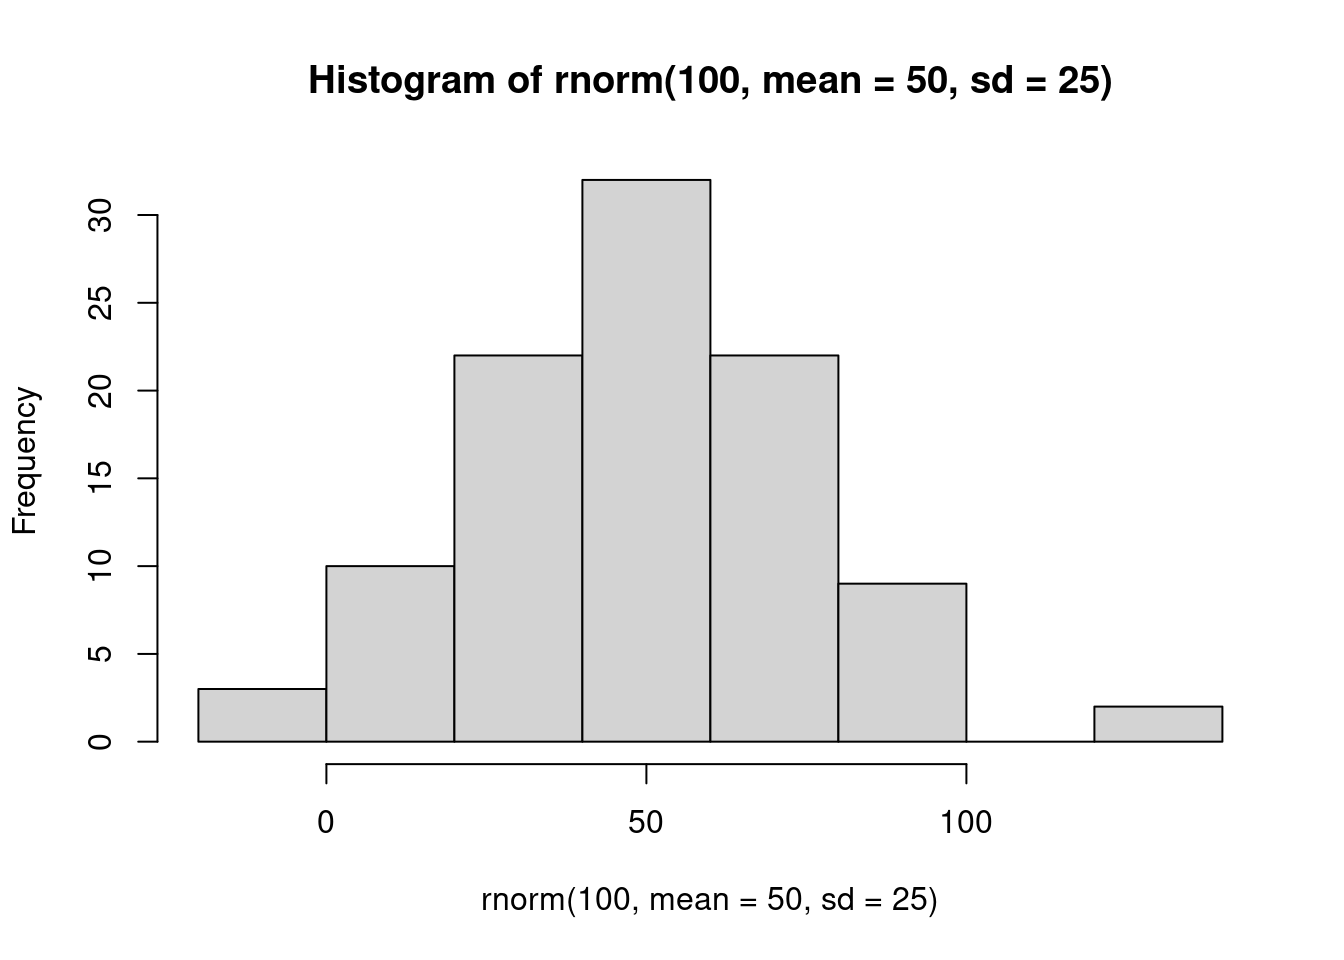 Histogram of rnorm(100, mean = 50, sd = 25)
Frequency
30
25
20
15
10
5
0
0 50 100
rnorm(100, mean = 50, sd = 25)